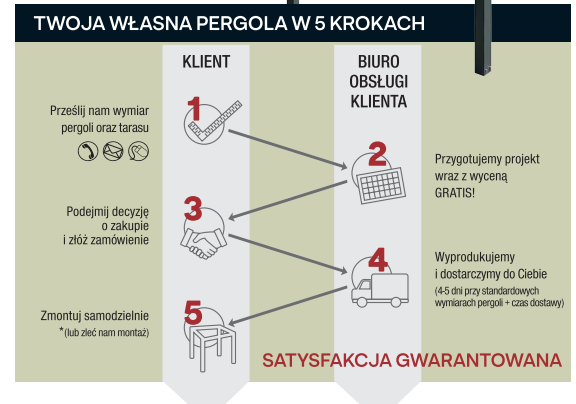 TWOJA WŁASNA PERGOLA W 5 KROKACH
KLIENT
BIURO
OBSŁUGI
KLIENTA
1
Prześlij nam wymiar
pergoli oraz tarasu
2
Przygotujemy projekt
wraz z wyceną
GRATIS!
3
Podejmij decyzję
o zakupie
i złóż zamówienie
4
Wyprodukujemy
i dostarczymy do Ciebie
(4-5 dni przy standardowych
wymiarach pergoli + czas dostawy)
5
Zmontuj samodzielnie
*(lub zleć nam montaż)
SATYSFAKCJA GWARANTOWANA